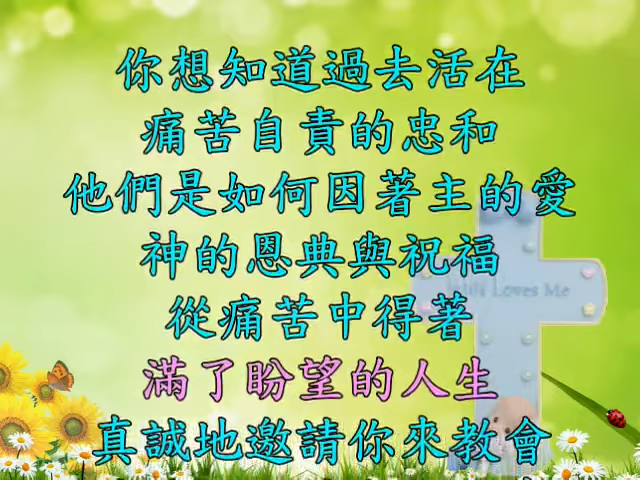 你想知道過去活在
痛苦自責的忠和
他們是如何因著主的愛
神的恩典與祝福
從痛苦中得著
滿了盼望的人生
真誠地邀請你來教會
Loves Me